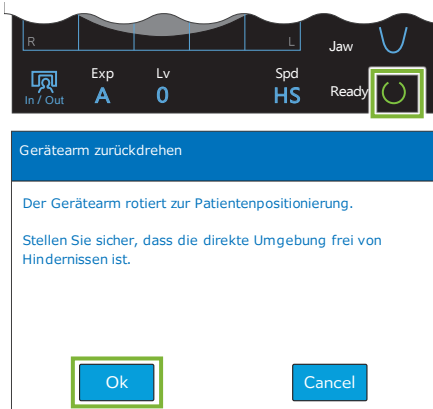 R L Jaw
Exp Lv Spd
In / Out A 0 HS Ready
Gerätearm zurückdrehen
Der Gerätearm rotiert zur Patientenpositionierung.
Stellen Sie sicher, dass die direkte Umgebung frei von
Hindernissen ist.
Ok Cancel